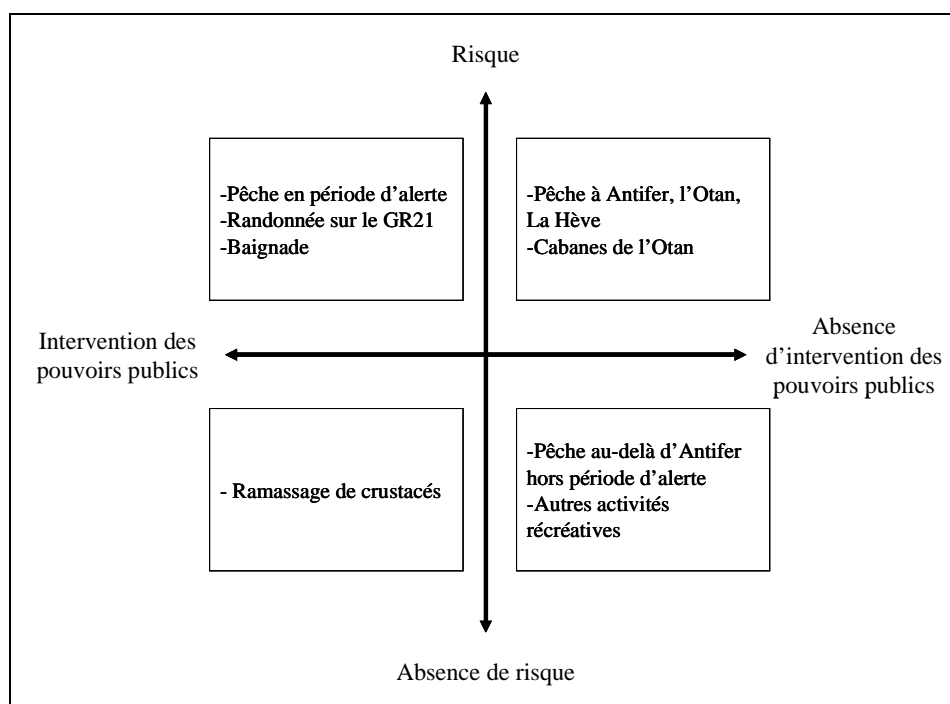 Risque
-Pêche en période d'alerte
-Randonnée sur le GR21
-Baignade
-Pêche à Antifer, l'Otan,
La Hève
-Cabanes de l'Otan
Intervention des
pouvoirs publics
Absence
d'intervention des
pouvoirs publics
- Ramassage de crustacés
-Pêche au-delà d'Antifer
hors période d'alerte
-Autres activités
récréatives
Absence de risque